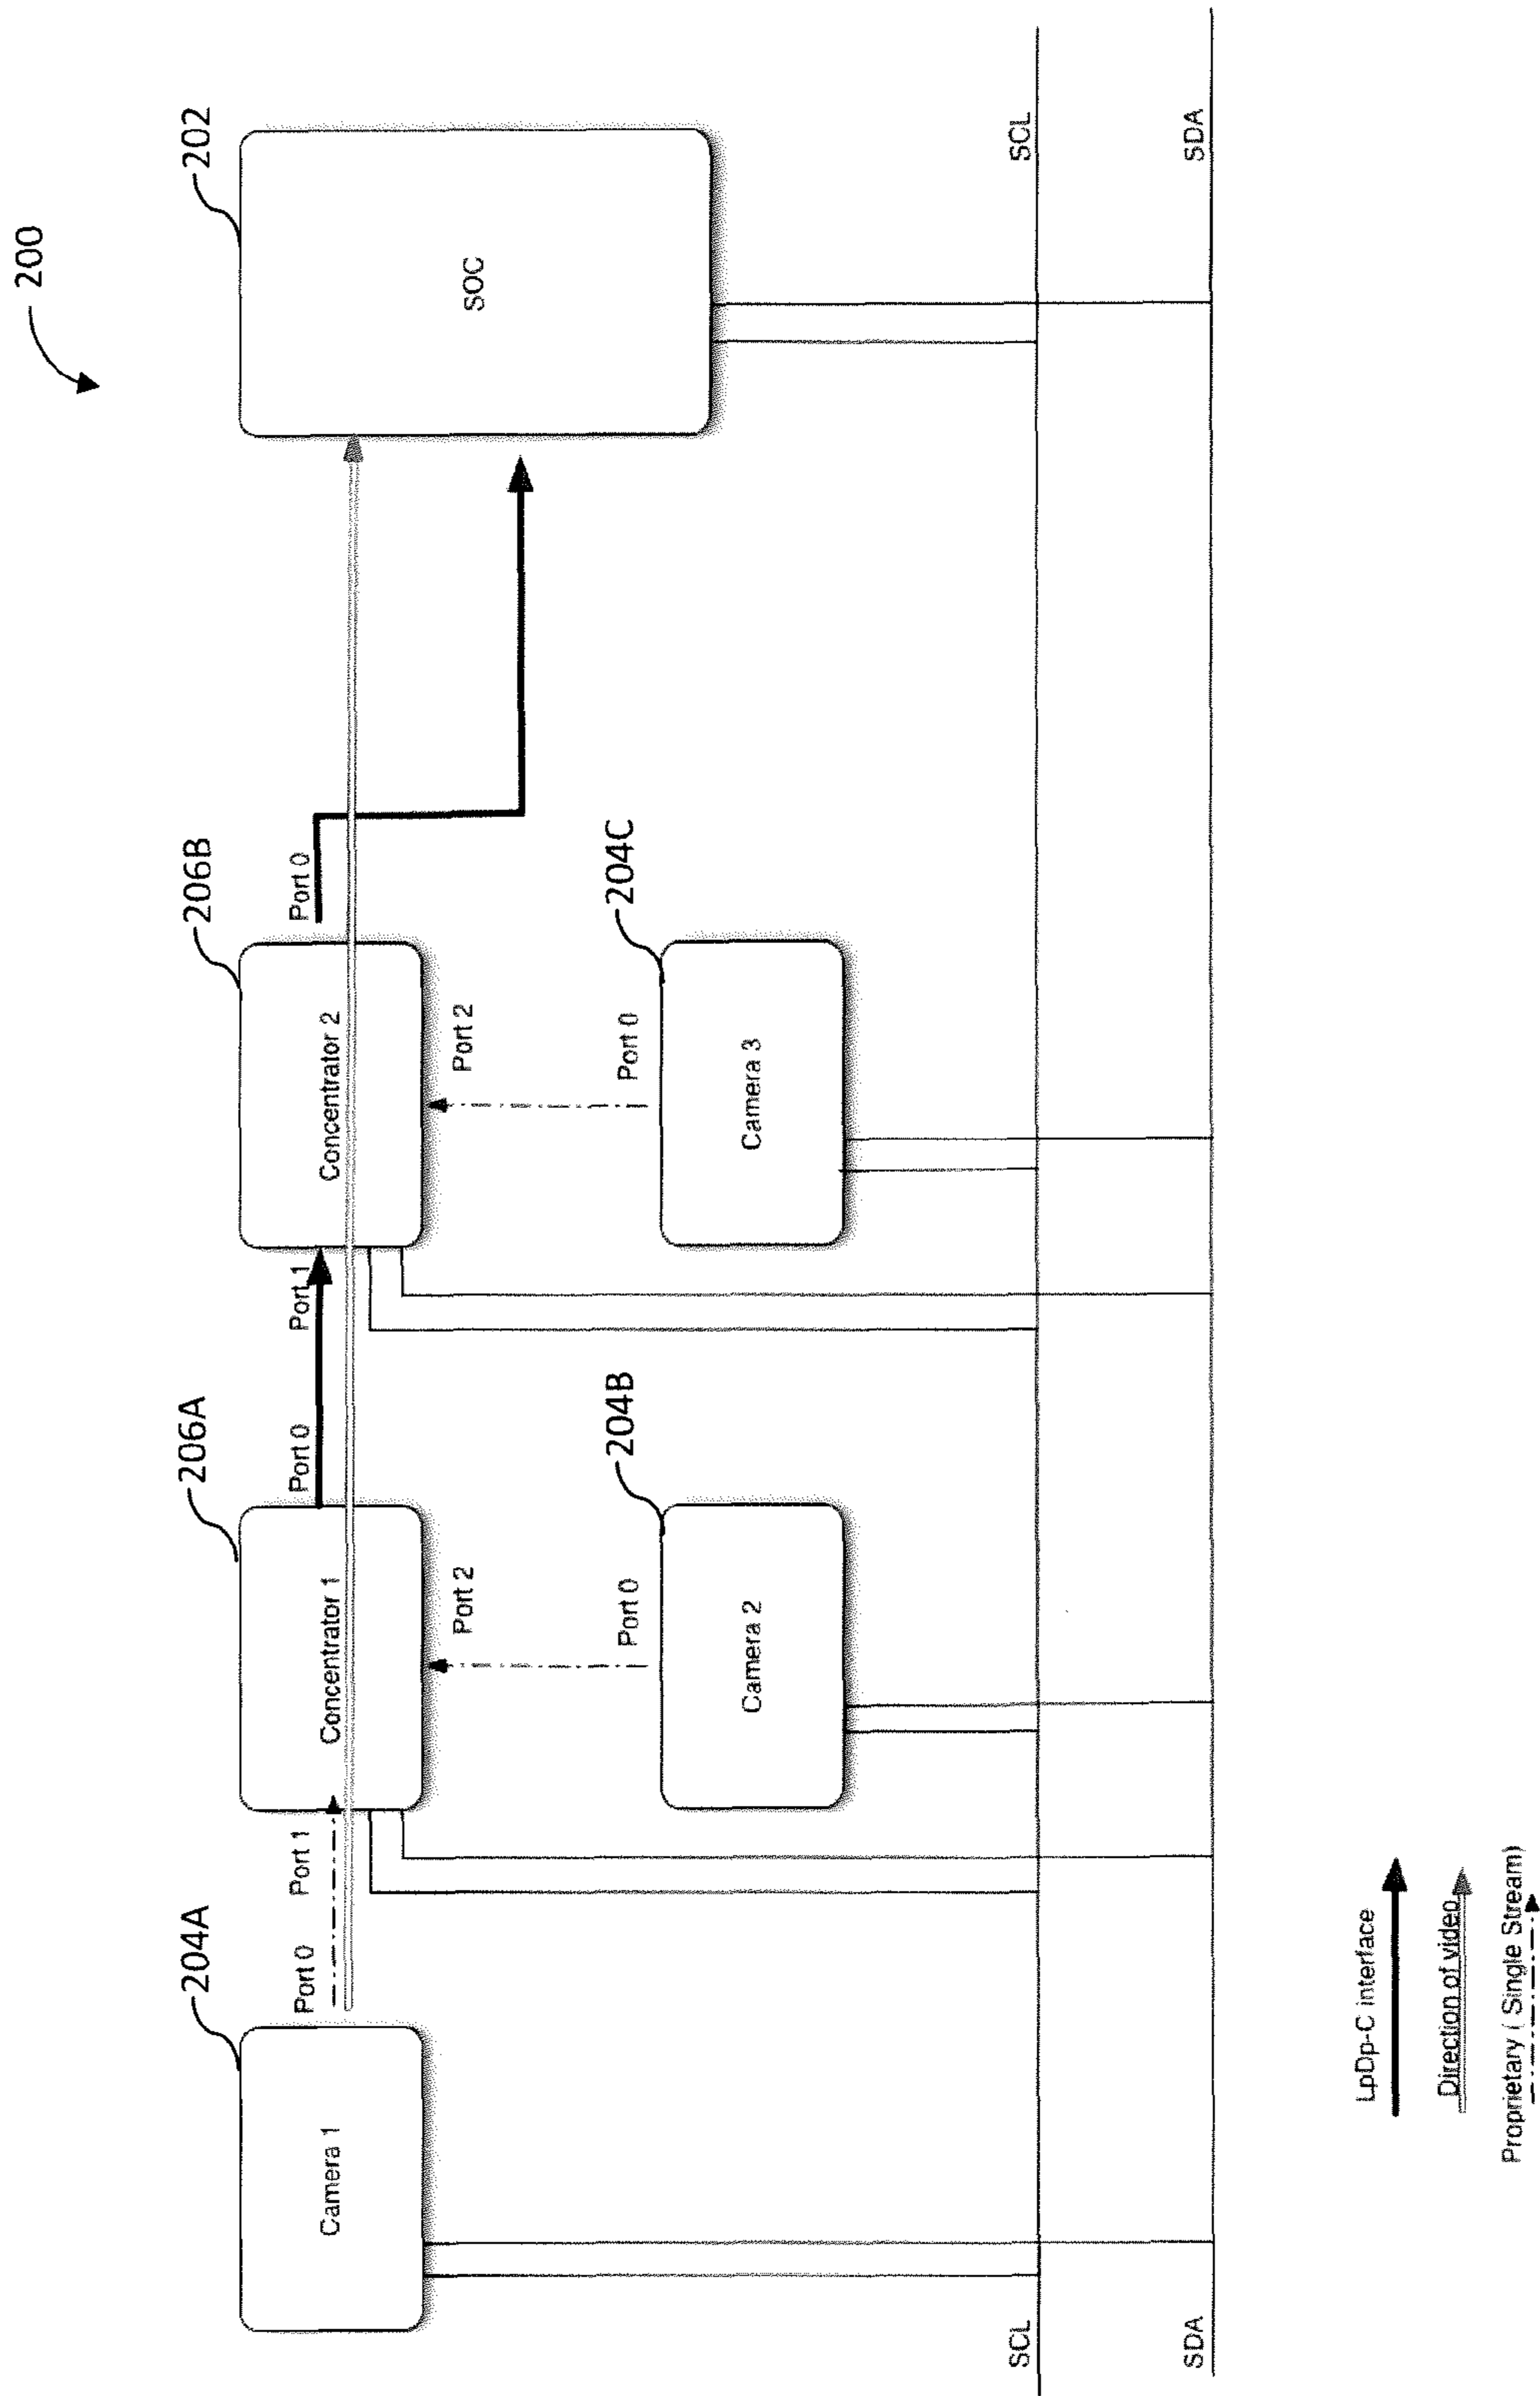 200
202
SOC
206B
Port 0
Concentrator 2
Port 1
Port 2
204C
Port 0
Camera 3
206A
Port 0
Concentrator 1
Port 1
Port 2
204B
Port 0
Camera 2
204A
Port 0
Camera 1
SCL
SDA
SCL
SDA
LpDp-C interface
Direction of video
Proprietary ( Single Stream)